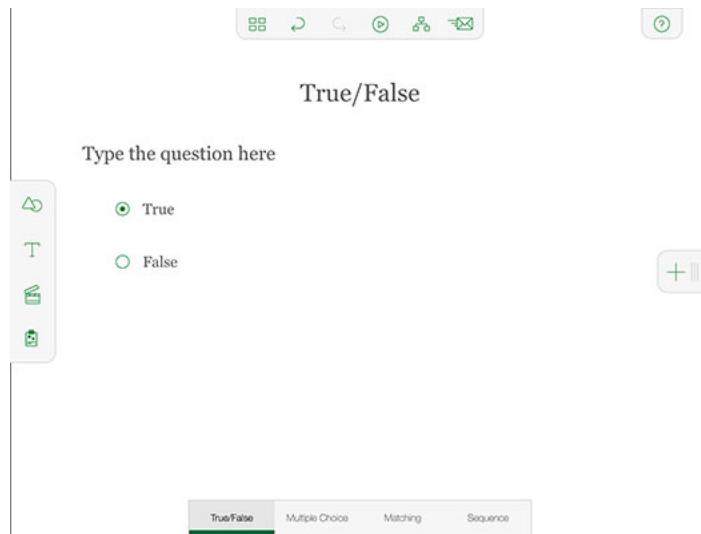 True/False
Type the question here
True
False
True/False Multiple Choice Matching Sequence